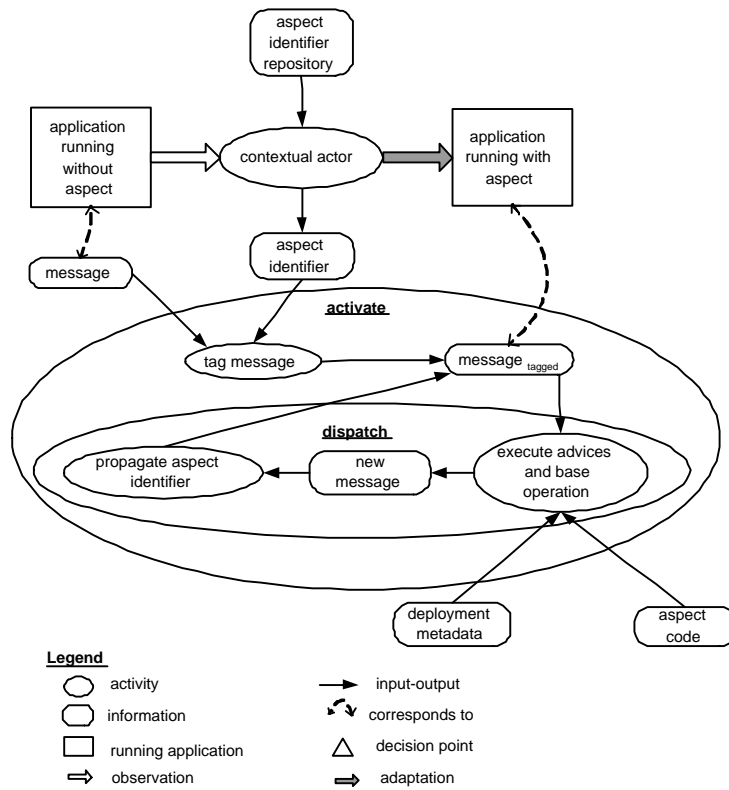 aspect
identifier
repository
application
running
without
aspect
contextual actor
application
running with
aspect
message
aspect
identifier
activate
tag message
message tagged
dispatch
propagate aspect
identifier
new
message
execute advices
and base
operation
deployment
metadata
aspect
code
Legend
activity
input-output
information
corresponds to
running application
decision point
observation
adaptation